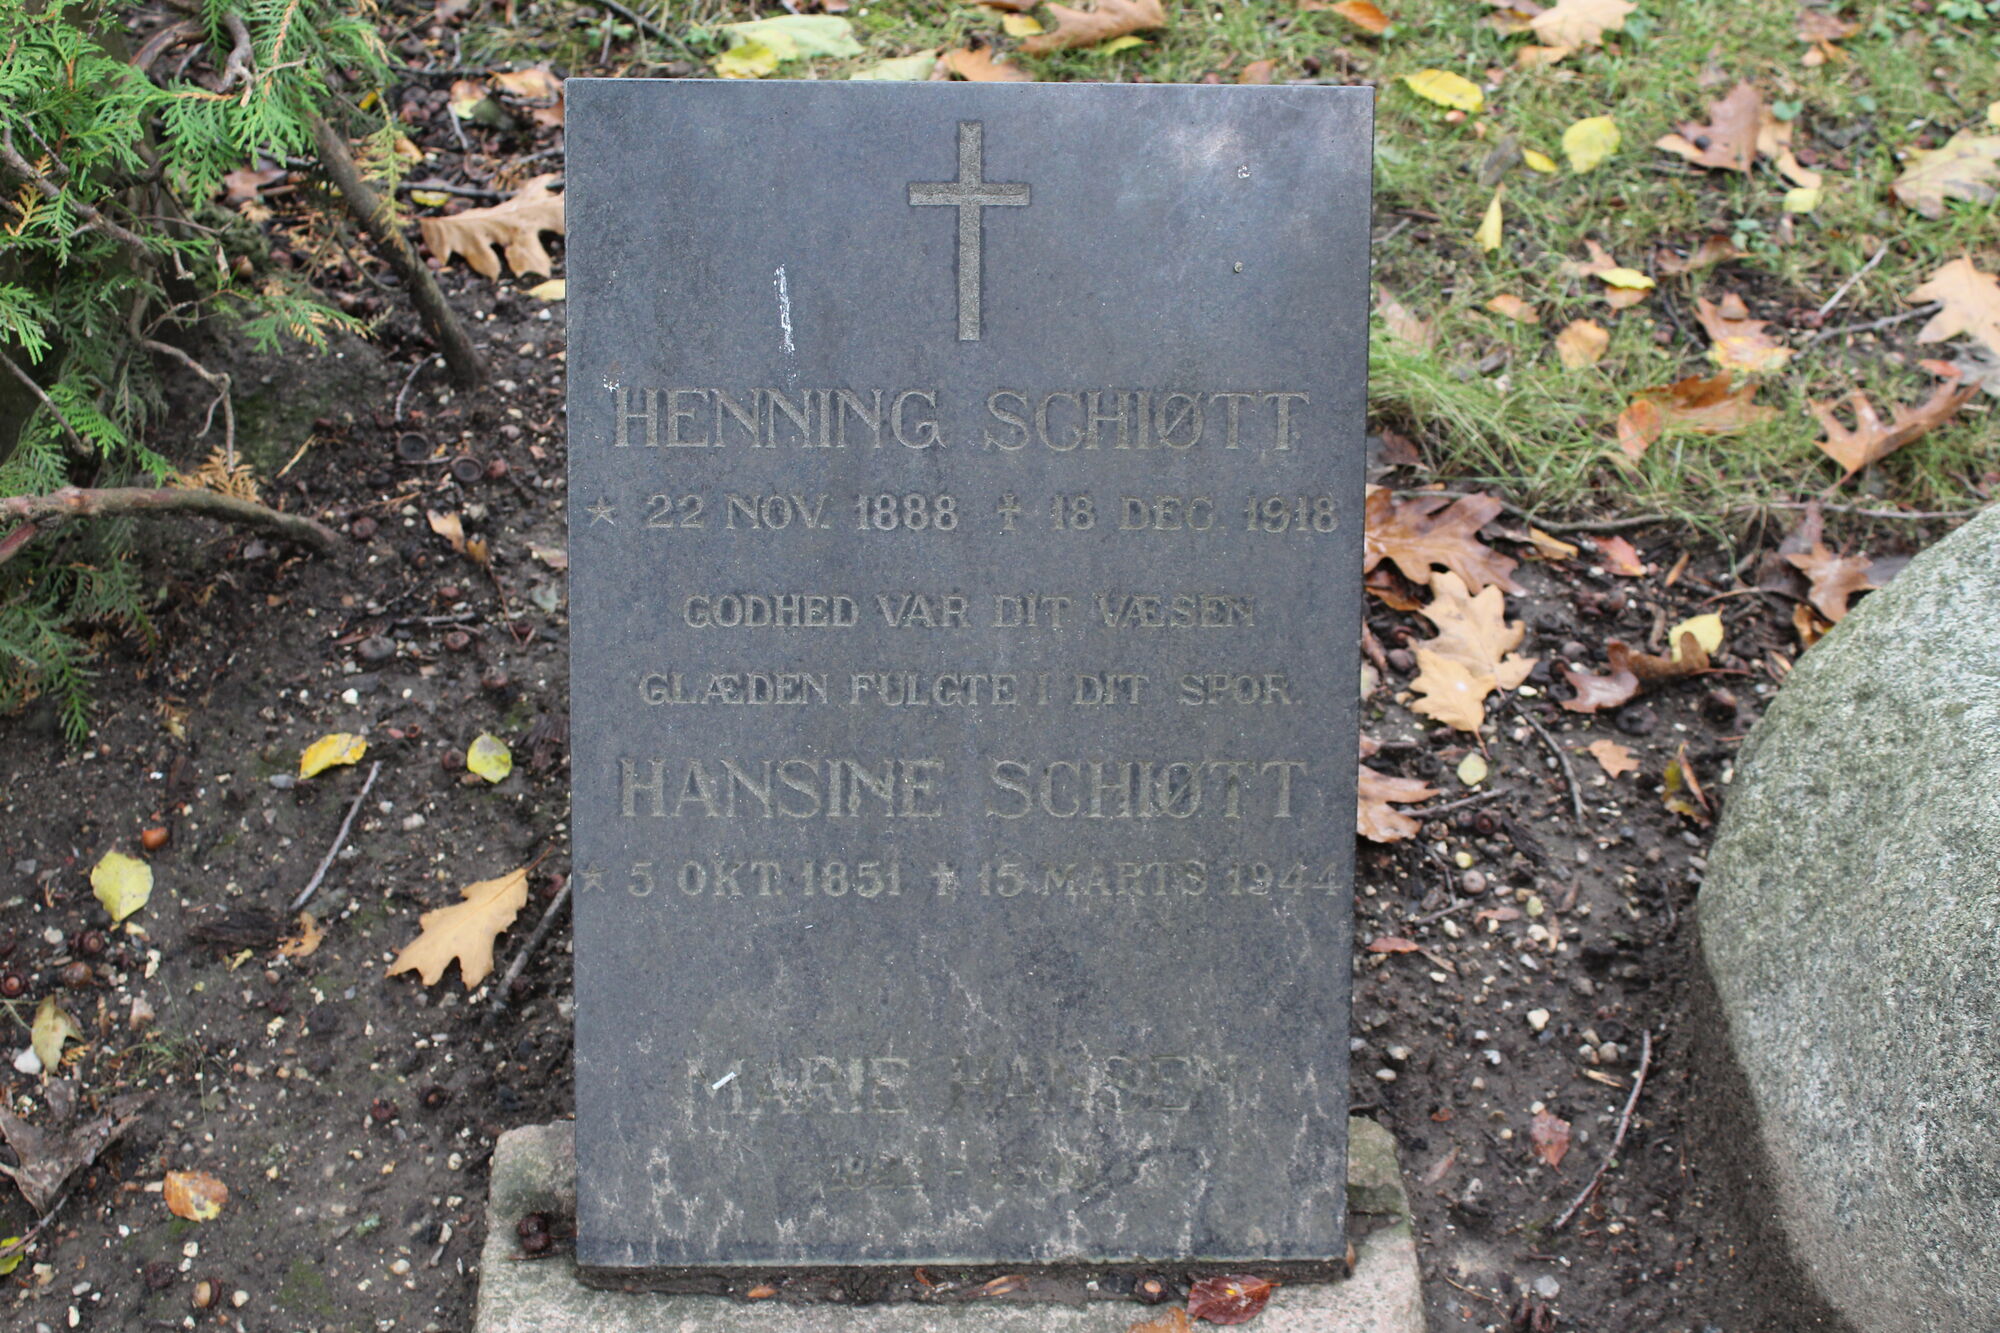 HENNING SCHIØTT
★ 22 NOV. 1888 ✝ 18 DEC. 1918
GODHED VAR DIT VÆSEN
GLÆDEN FULGTE I DIT SPOR.
HANSINE SCHIØTT
★ 5 OKT. 1851 ✝ 15 MARTS 1944
MARIE HANSEN